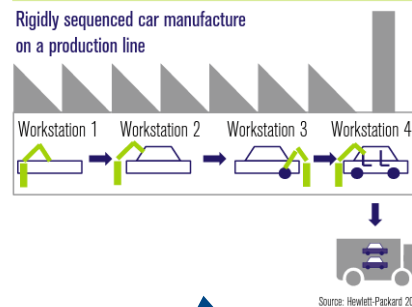 Rigidly sequenced car manufacture
on a production line
Workstation 1 Workstation 2 Workstation 3 Workstation 4
Source: Hewlett-Packard